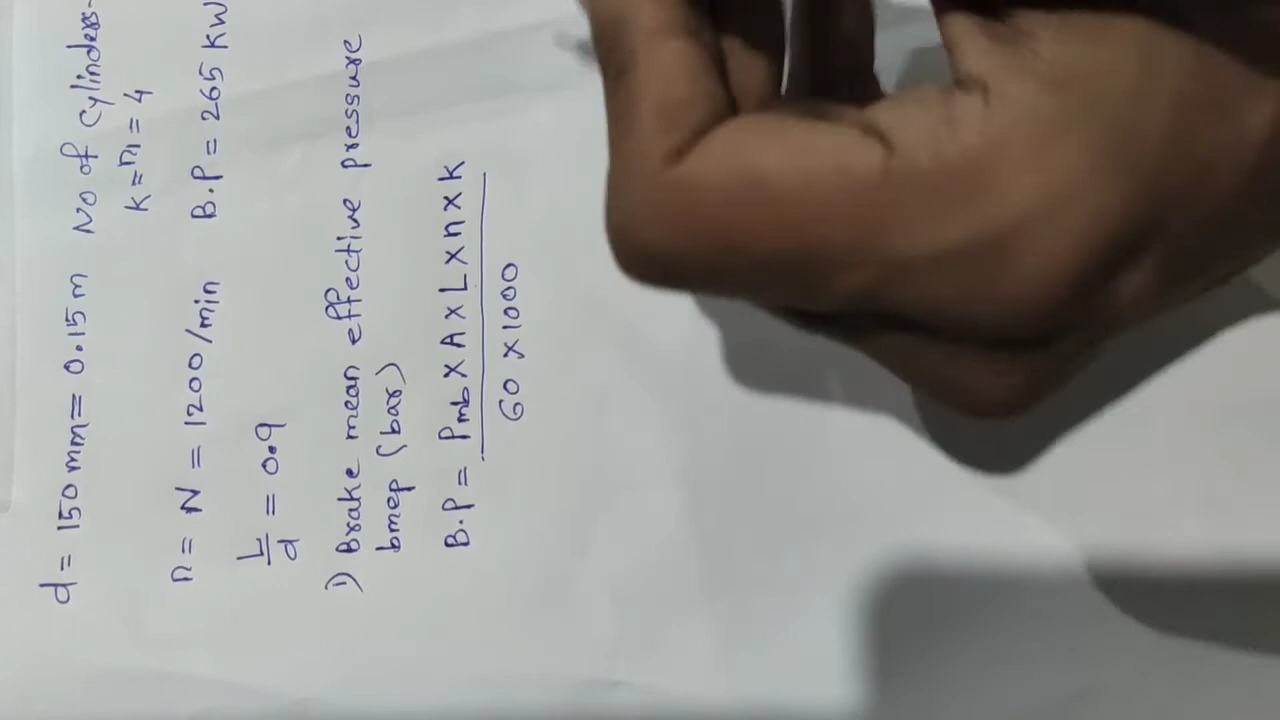 d = 150 mm = 0.15 m No of cylinders-
k = n₁ = 4
n = N = 1200/min B.P = 265 kW
L/d = 0.9
1) Brake mean effective pressure
bmep (bar)
B.P = Pmb x A x L x n x k
60 x 1000